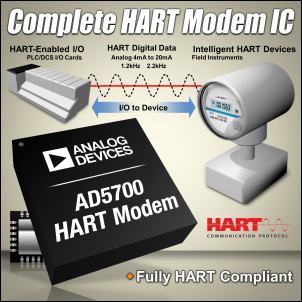 Complete HART Modem IC
HART-Enabled I/O
PLC/DCS I/O Cards
HART Digital Data
Analog 4mA to 20mA
1.2kHz 2.2kHz
Intelligent HART Devices
Field Instruments
I/O to Device
ANALOG
DEVICES
AD5700
HART Modem
HART
COMMUNICATION PROTOCOL
Fully HART Compliant